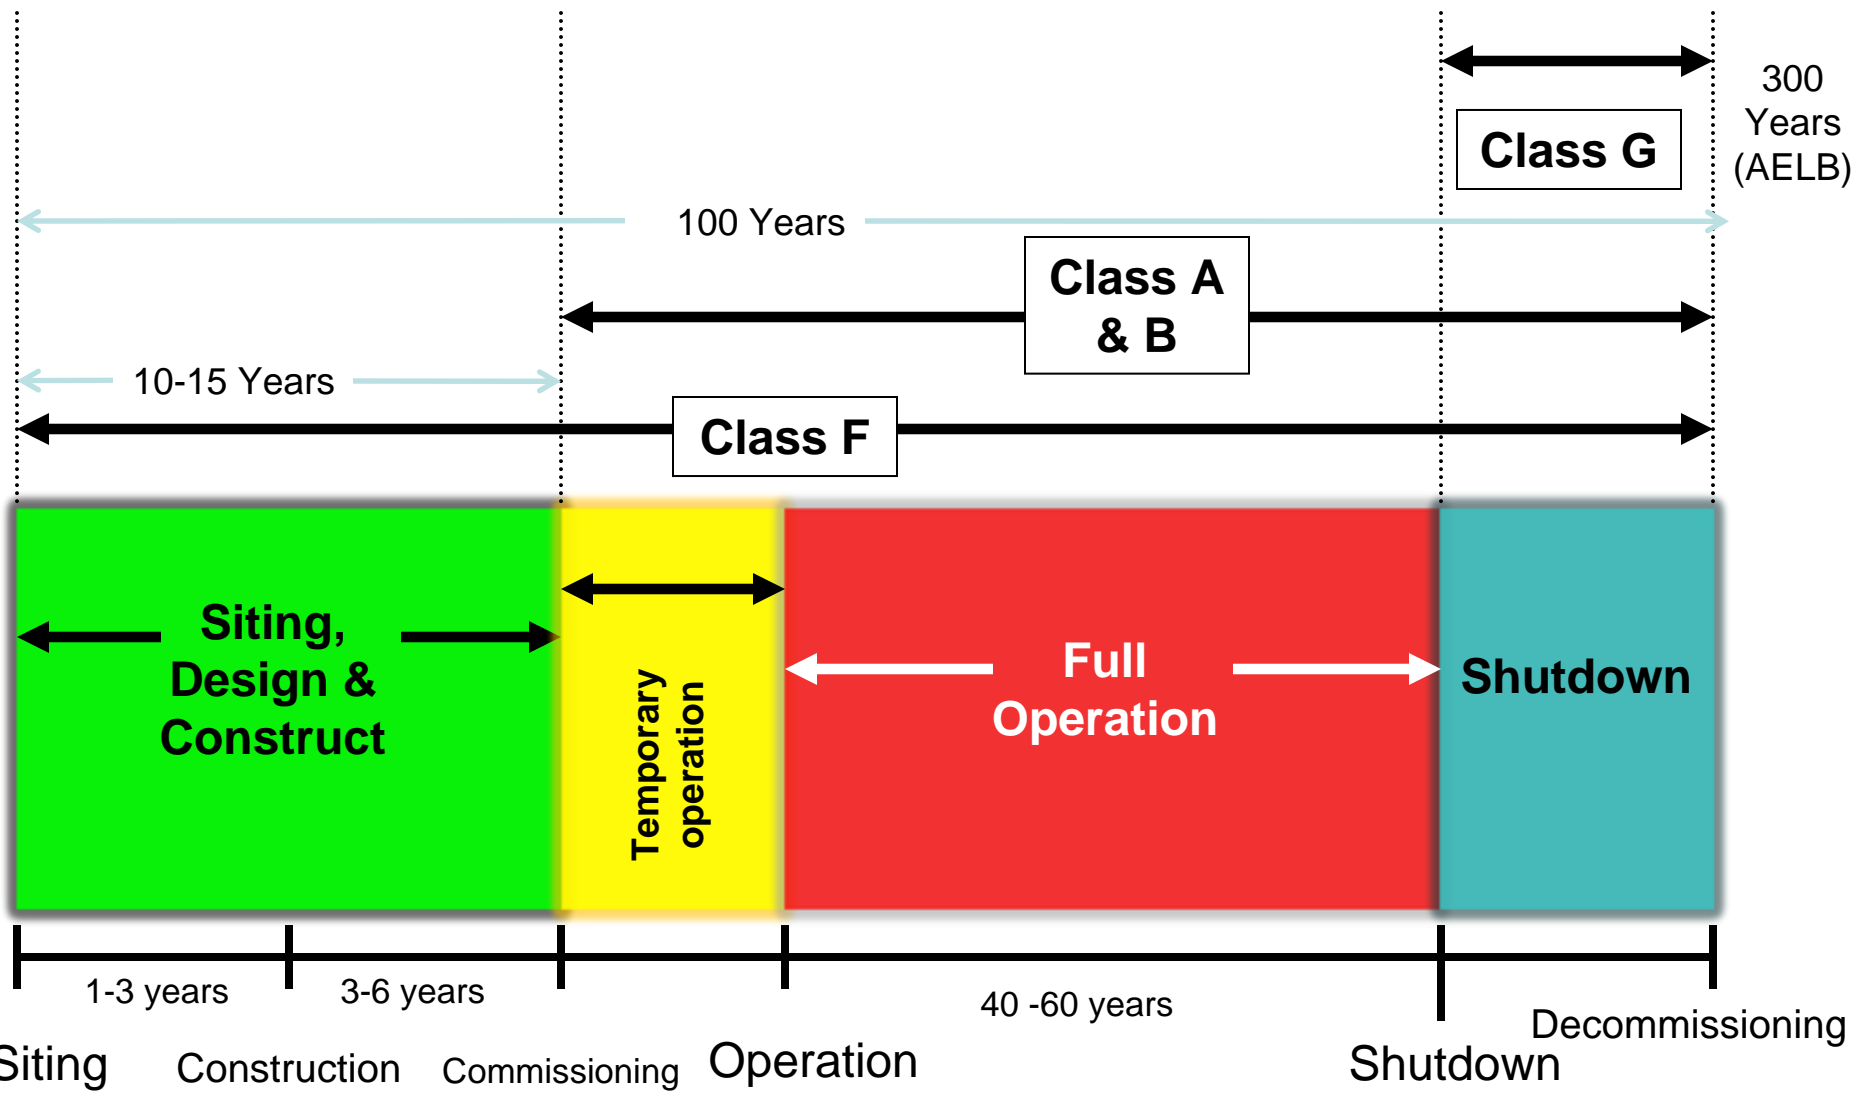 300
Years
(AELB)
Class G
100 Years
Class A
& B
10-15 Years
Class F
Siting,
Design &
Construct
Temporary
operation
Full
Operation
Shutdown
1-3 years
3-6 years
40 -60 years
Siting
Construction
Commissioning
Operation
Shutdown
Decommissioning